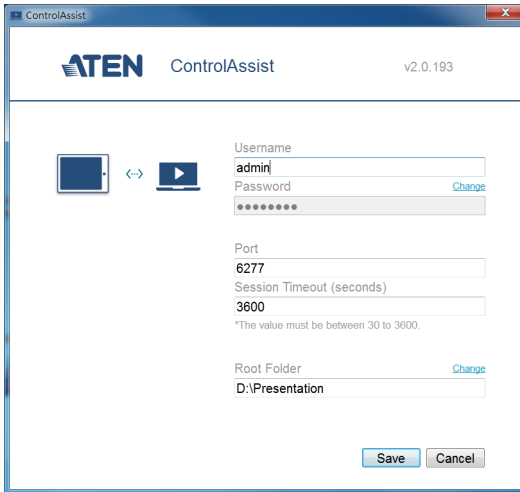 ControlAssist
ATEN ControlAssist v2.0.193
Username
admin
Password Change
●●●●●●●●
Port
6277
Session Timeout (seconds)
3600
*The value must be between 30 to 3600.
Root Folder Change
D:\Presentation
Save Cancel